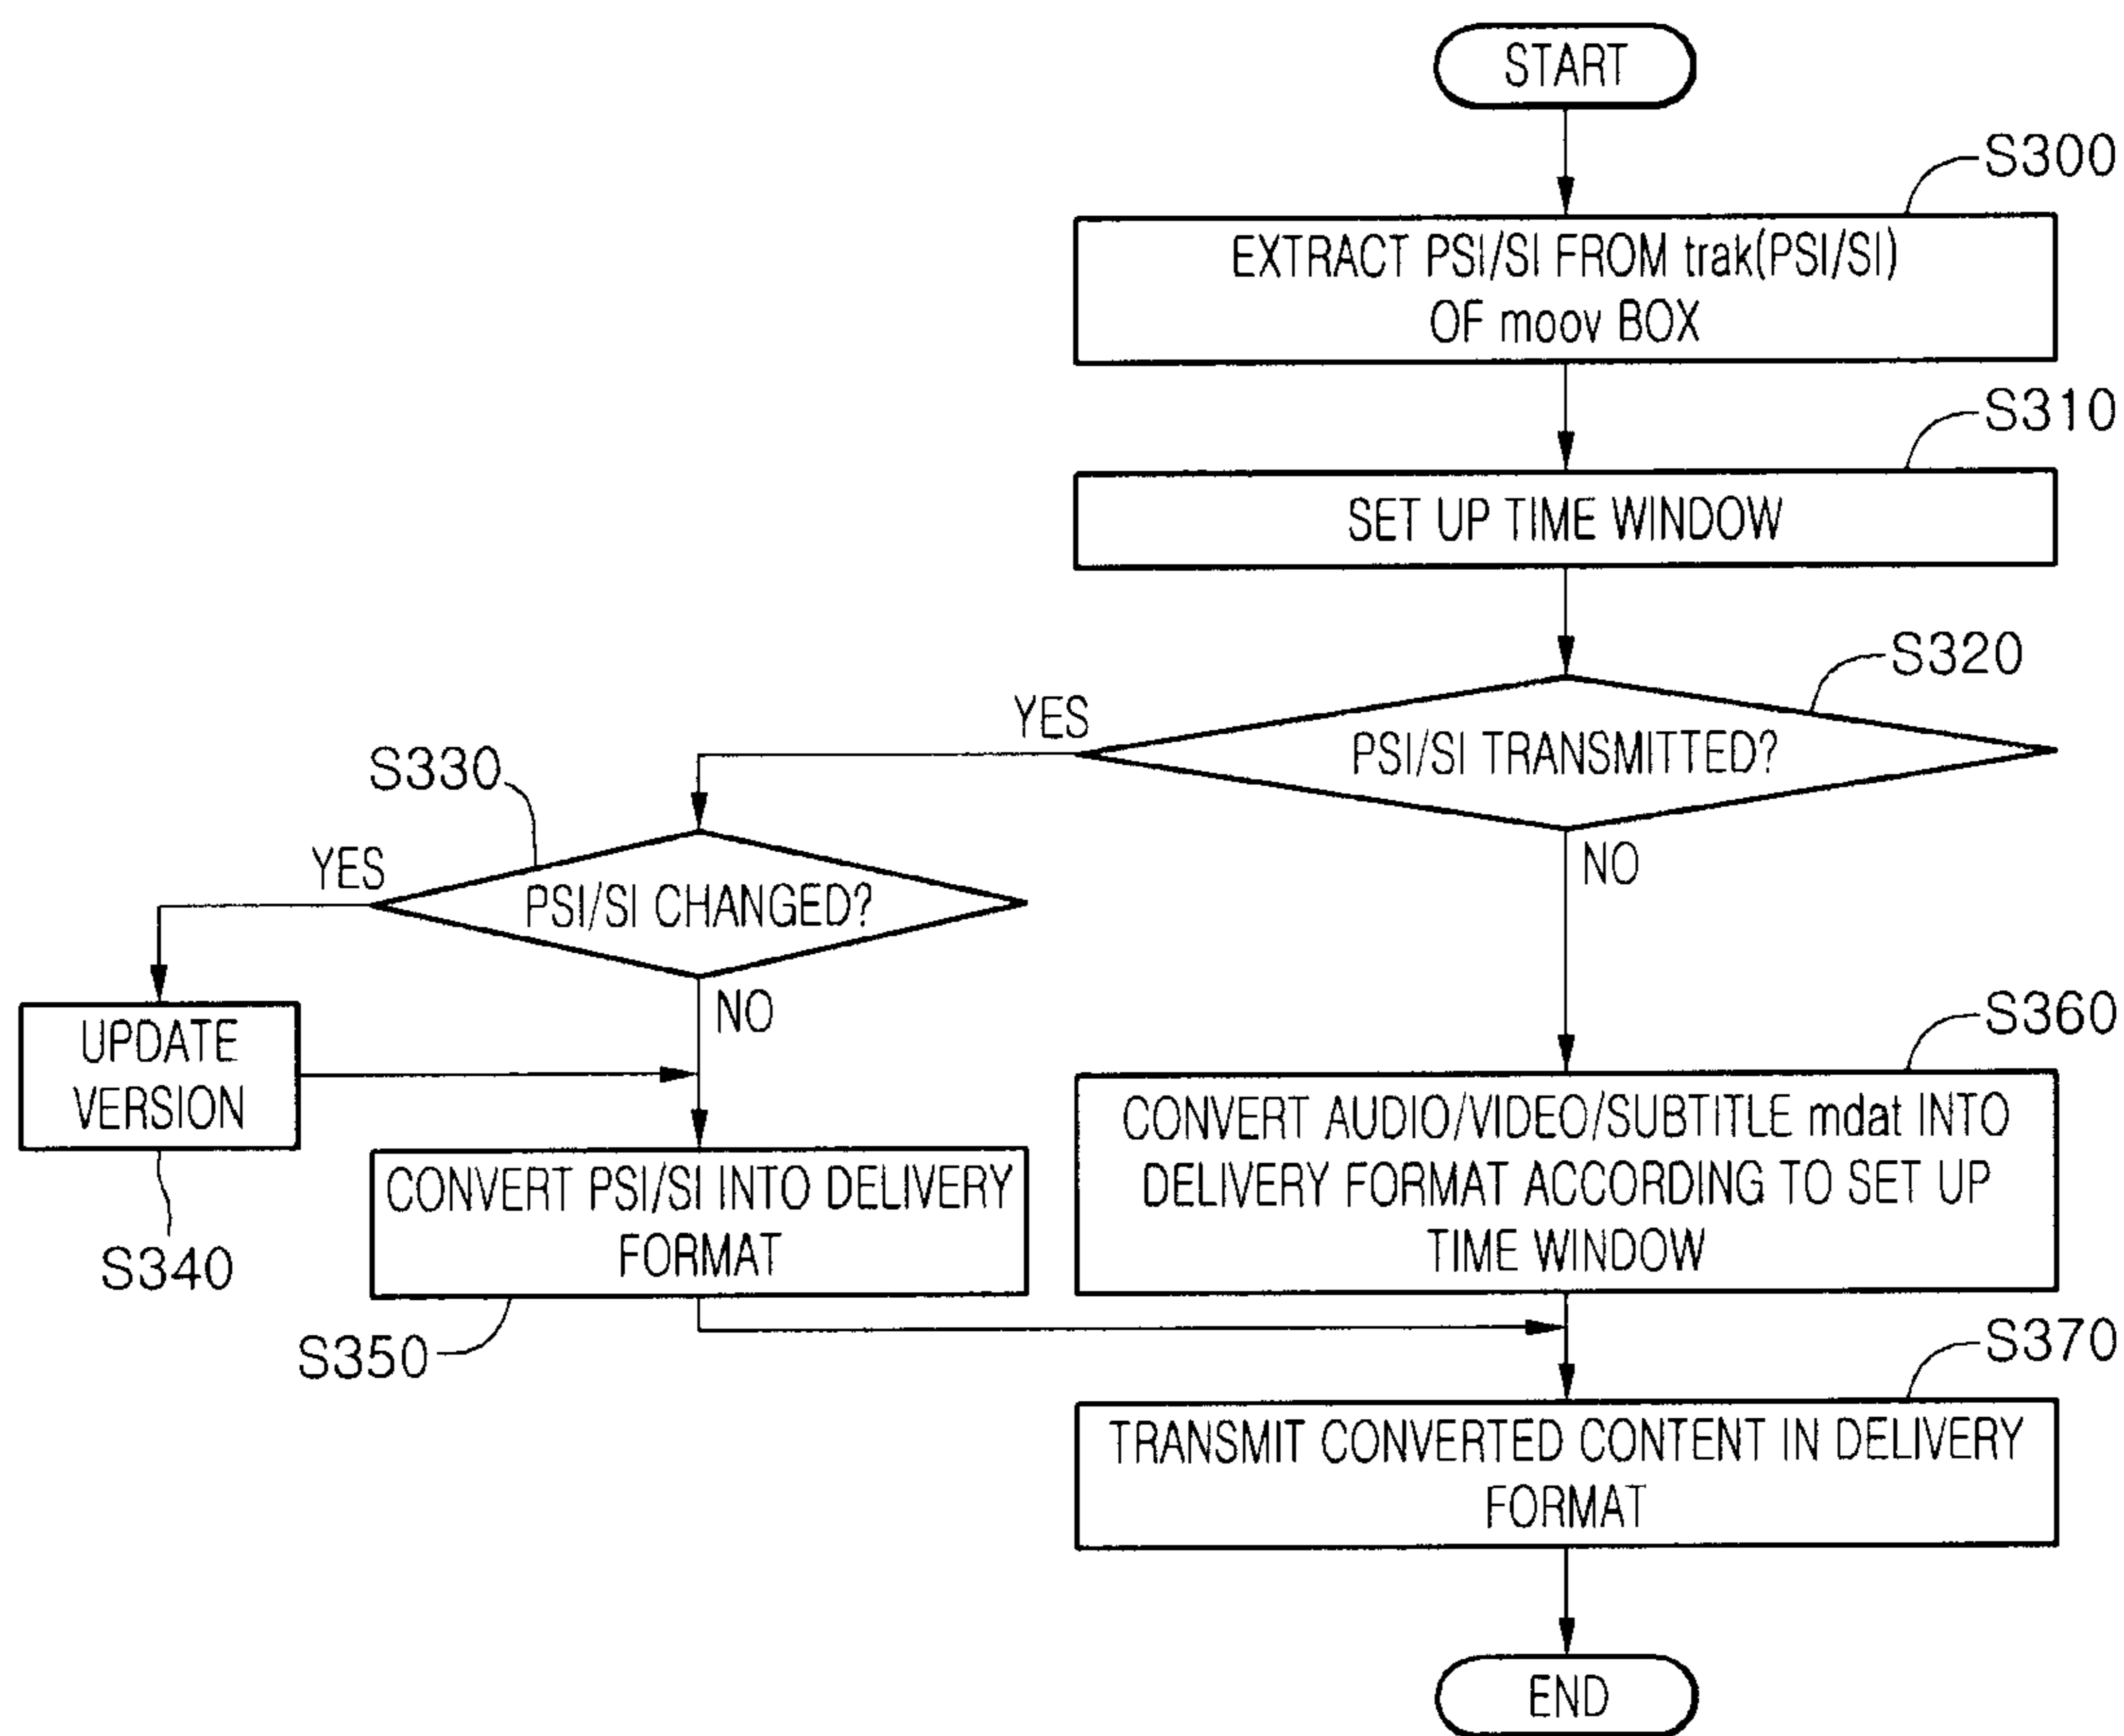 START
S300
EXTRACT PSI/SI FROM trak(PSI/SI)
OF moov BOX
S310
SET UP TIME WINDOW
S320
YES
PSI/SI TRANSMITTED?
NO
S330
YES
PSI/SI CHANGED?
NO
UPDATE
VERSION
S340
CONVERT PSI/SI INTO DELIVERY
FORMAT
S350
S360
CONVERT AUDIO/VIDEO/SUBTITLE mdat INTO
DELIVERY FORMAT ACCORDING TO SET UP
TIME WINDOW
S370
TRANSMIT CONVERTED CONTENT IN DELIVERY
FORMAT
END